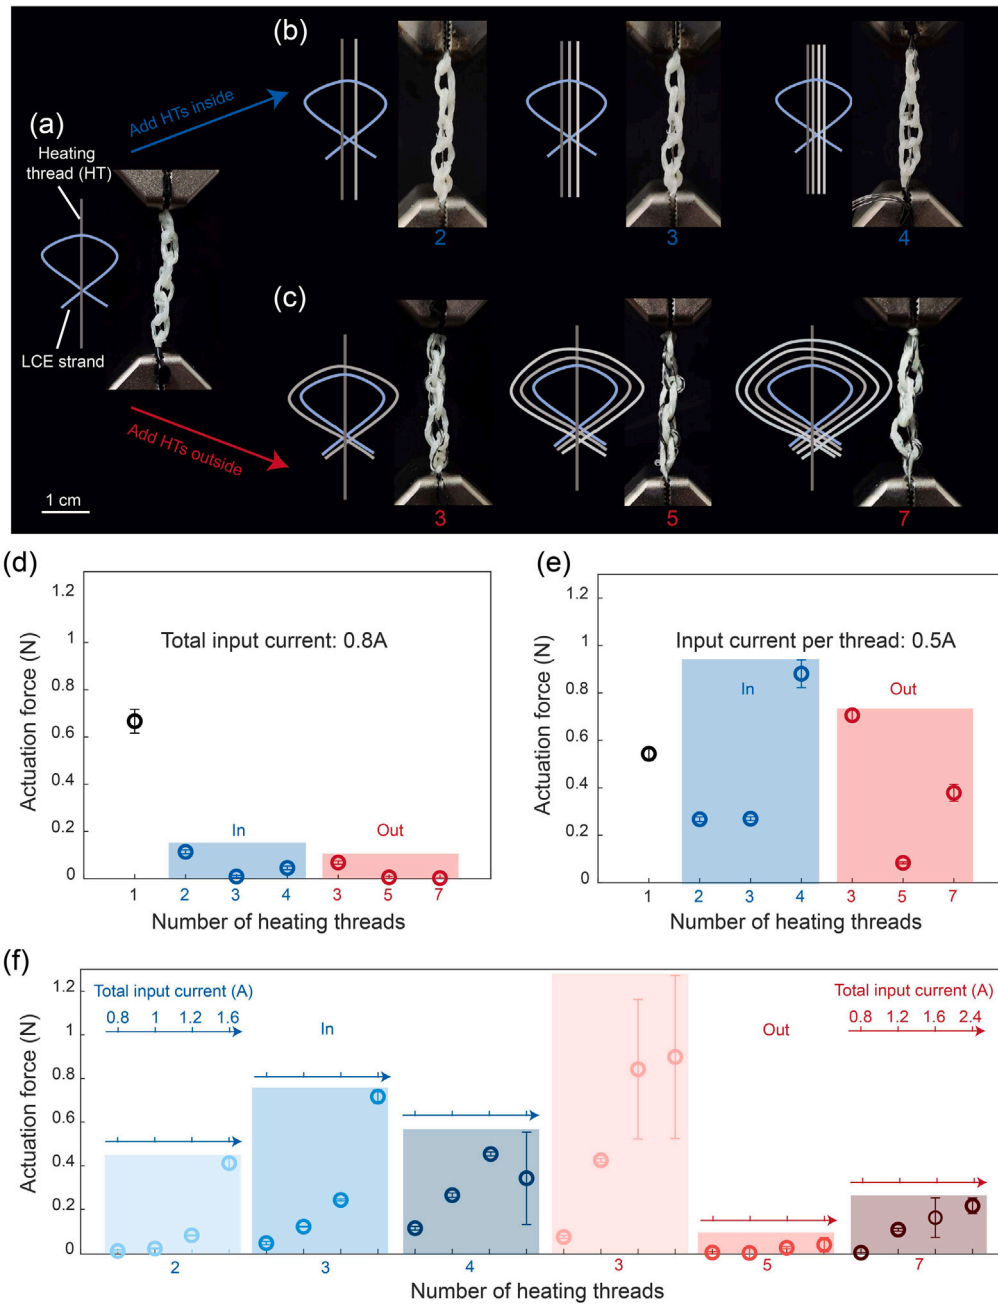 (b)
Add HTs inside
(a)
Heating
thread (HT)
LCE strand
2
3
4
(c)
Add HTs outside
1 cm
3
5
7
(d)
Actuation force (N)
1.2
1
0.8
0.6
0.4
0.2
0
Total input current: 0.8A
In
Out
1
2
3
4
3
5
7
Number of heating threads
(e)
Actuation force (N)
1.2
1
0.8
0.6
0.4
0.2
0
Input current per thread: 0.5A
In
Out
1
2
3
4
3
5
7
Number of heating threads
(f)
Actuation force (N)
1.2
1
0.8
0.6
0.4
0.2
0
Total input current (A)
0.8 1 1.2 1.6
In
Out
Total input current (A)
0.8 1.2 1.6 2.4
2
3
4
3
5
7
Number of heating threads